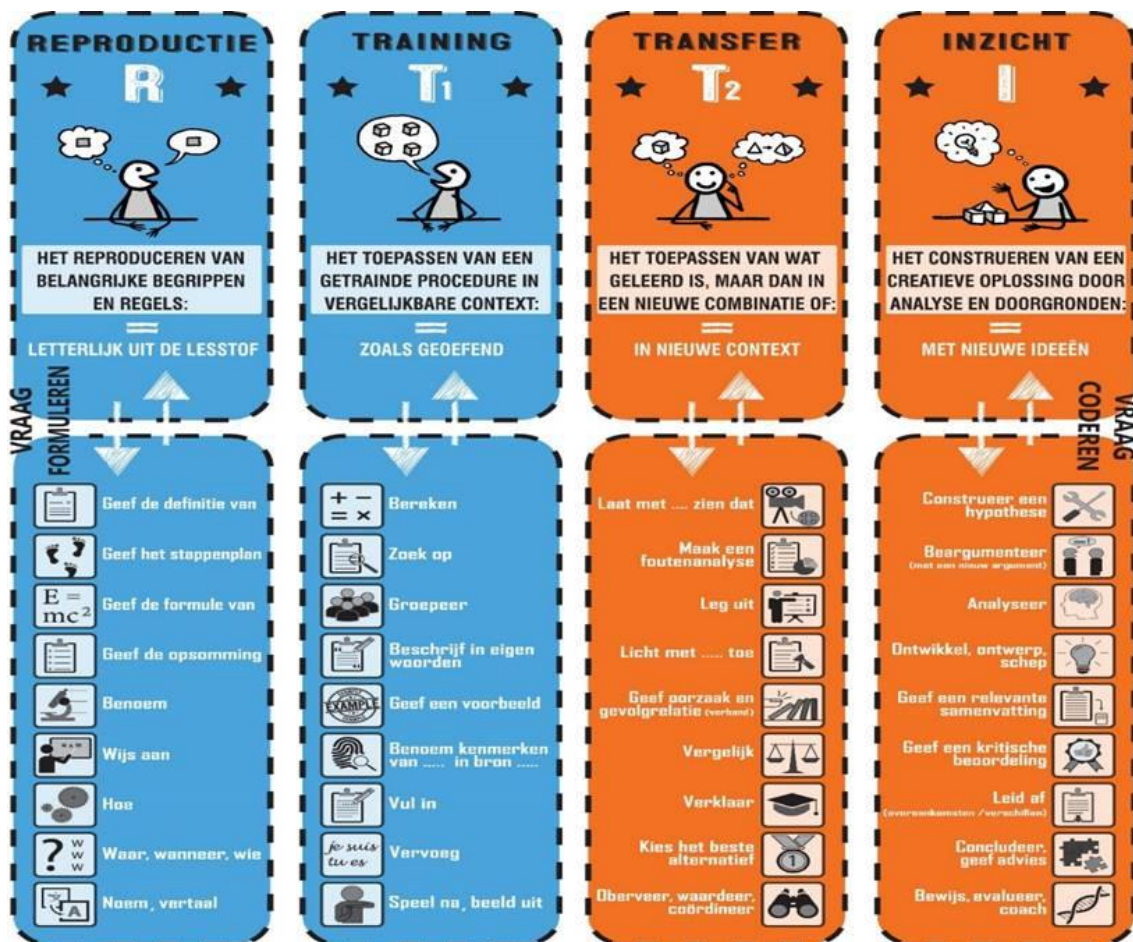 REPRODUCTIE
R
HET REPRODUCEREN VAN
BELANGRIJKE BEGRIPPEN
EN REGELS:
=
LETTERLIJK UIT DE LESSTOF
TRAINING
T1
HET TOEPASSEN VAN EEN
GETRAINDE PROCEDURE IN
VERGELIJKBARE CONTEXT:
=
ZOALS GEOEFEND
TRANSFER
T2
HET TOEPASSEN VAN WAT
GELEERD IS, MAAR DAN IN
EEN NIEUWE COMBINATIE OF:
=
IN NIEUWE CONTEXT
INZICHT
I
HET CONSTRUEREN VAN EEN
CREATIEVE OPLOSSING DOOR
ANALYSE EN DOORGRONDEN:
=
MET NIEUWE IDEEËN
VRAAG
FORMULEREN
VRAAG
CODEREN
Geef de definitie van
Geef het stappenplan
E =
mc²
Geef de formule van
Geef de opsomming
Benoem
Wijs aan
Hoe
?
W
W
W
Waar, wanneer, wie
A
Noem, vertaal
+ −
= ×
Bereken
Zoek op
Groepeer
Beschrijf in eigen
woorden
EXAMPLE
Geef een voorbeeld
Benoem kenmerken
van ..... in bron .....
Vul in
je suis
tu es
Vervoeg
Speel na, beeld uit
Laat met .... zien dat
Maak een
foutenanalyse
Leg uit
Licht met ..... toe
Geef oorzaak en
gevolgrelatie (verband)
Vergelijk
Verklaar
Kies het beste
alternatief
1
Oberveer, waardeer,
coördineer
Construeer een
hypothese
Beargumenteer
(met een nieuw argument)
Analyseer
Ontwikkel, ontwerp,
schep
Geef een relevante
samenvatting
Geef een kritische
beoordeling
Leid af
(overeenkomsten /verschillen)
Concludeer,
geef advies
Bewijs, evalueer,
coach